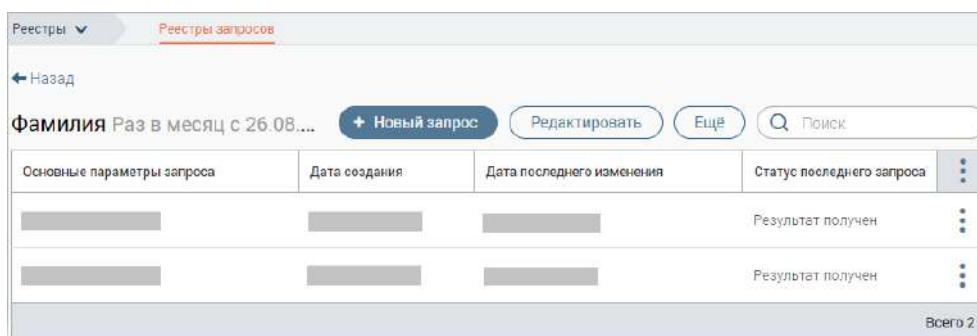 Реестры Реестры запросов
Назад
Фамилия Раз в месяц с 26.08.... + Новый запрос Редактировать Ещё Поиск
Основные параметры запроса Дата создания Дата последнего изменения Статус последнего запроса
Результат получен
Результат получен
Всего 2